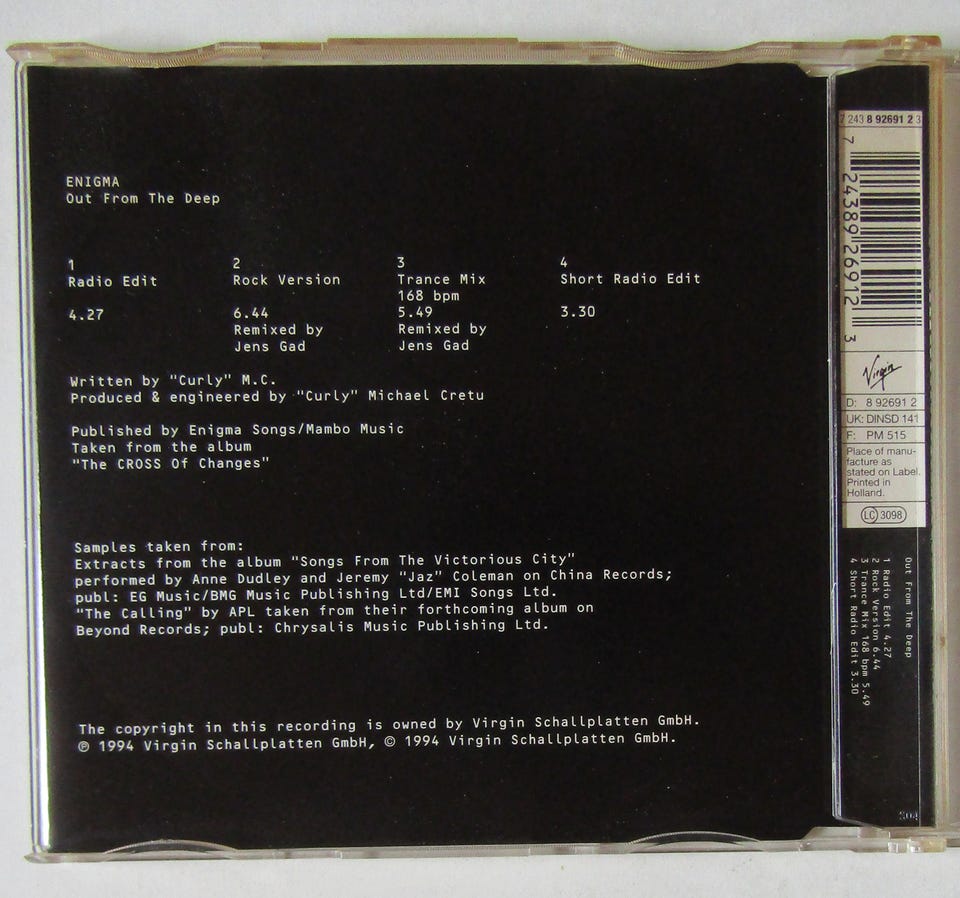 ENIGMA
Out From The Deep
1
Radio Edit
4.27
2
Rock Version
6.44
Remixed by
Jens Gad
3
Trance Mix
168 bpm
5.49
Remixed by
Jens Gad
4
Short Radio Edit
3.30
Written by "Curly" M.C.
Produced & engineered by "Curly" Michael Cretu
Published by Enigma Songs/Mambo Music
Taken from the album
"The CROSS Of Changes"
Samples taken from:
Extracts from the album "Songs From The Victorious City"
performed by Anne Dudley and Jeremy "Jaz" Coleman on China Records;
publ: EG Music/BMG Music Publishing Ltd/EMI Songs Ltd.
"The Calling" by APL taken from their forthcoming album on
Beyond Records; publ: Chrysalis Music Publishing Ltd.
The copyright in this recording is owned by Virgin Schallplatten GmbH.
℗ 1994 Virgin Schallplatten GmbH, © 1994 Virgin Schallplatten GmbH.
7 243 8 92691 2 3
7 24389 26912 3
Virgin
D: 8 92691 2
UK: DINSD 141
F: PM 515
Place of manu-
facture as
stated on Label.
Printed in
Holland.
LC 3098
Out From The Deep
1 Radio Edit 4.27
2 Rock Version 6.44
3 Trance Mix 168 bpm 5.49
4 Short Radio Edit 3.30